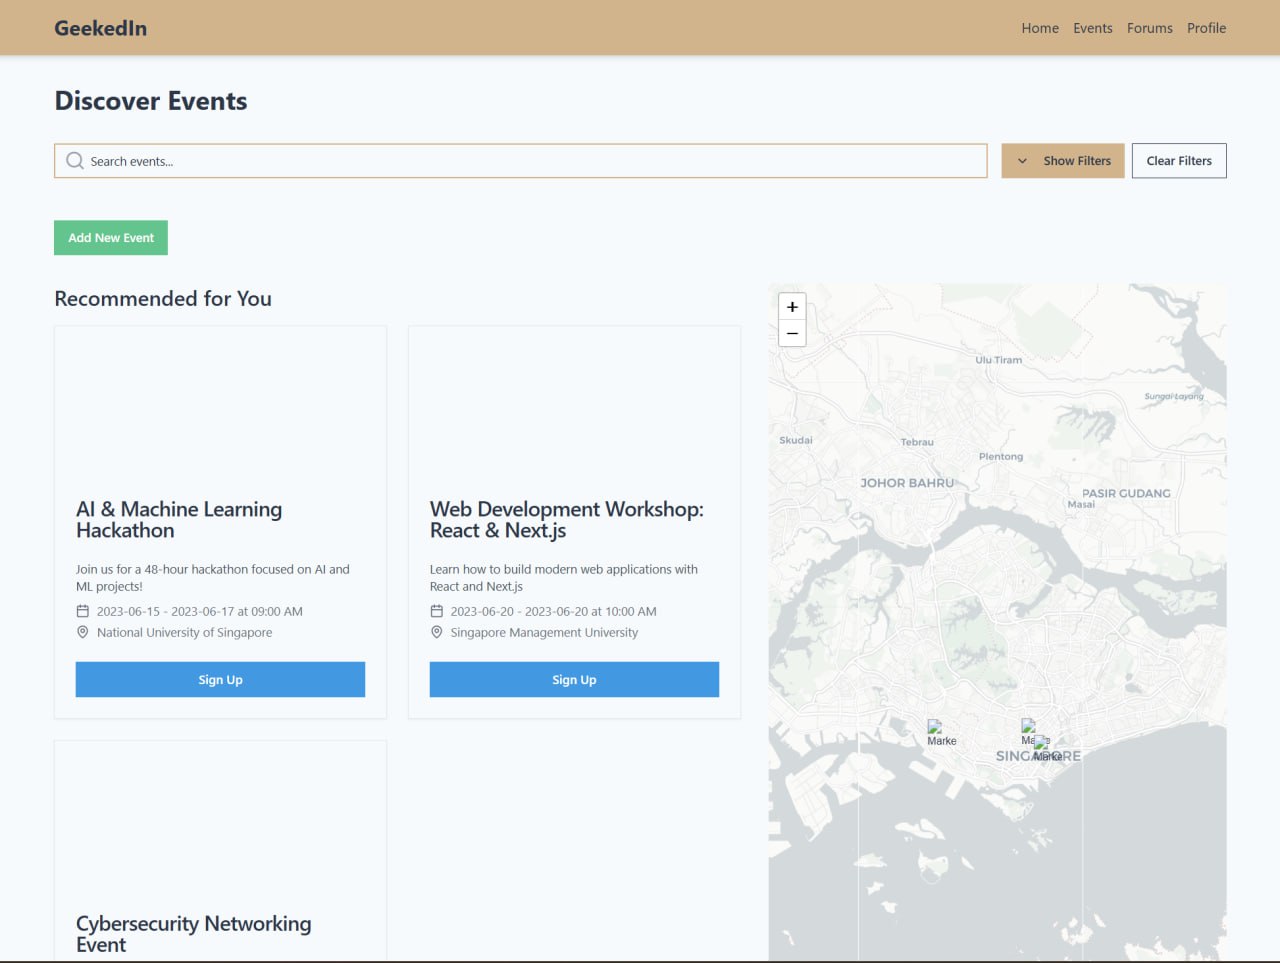 GeekedIn
Home Events Forums Profile
Discover Events
Search events...
Show Filters
Clear Filters
Add New Event
Recommended for You
AI & Machine Learning
Hackathon
Join us for a 48-hour hackathon focused on AI and
ML projects!
2023-06-15 - 2023-06-17 at 09:00 AM
National University of Singapore
Sign Up
Web Development Workshop:
React & Next.js
Learn how to build modern web applications with
React and Next.js
2023-06-20 - 2023-06-20 at 10:00 AM
Singapore Management University
Sign Up
Cybersecurity Networking
Event
+
−
Ulu Tiram
Sungai Layang
Skudai
Tebrau
Plentong
JOHOR BAHRU
PASIR GUDANG
Masai
Marke
Ma
Marke
SINGAPORE